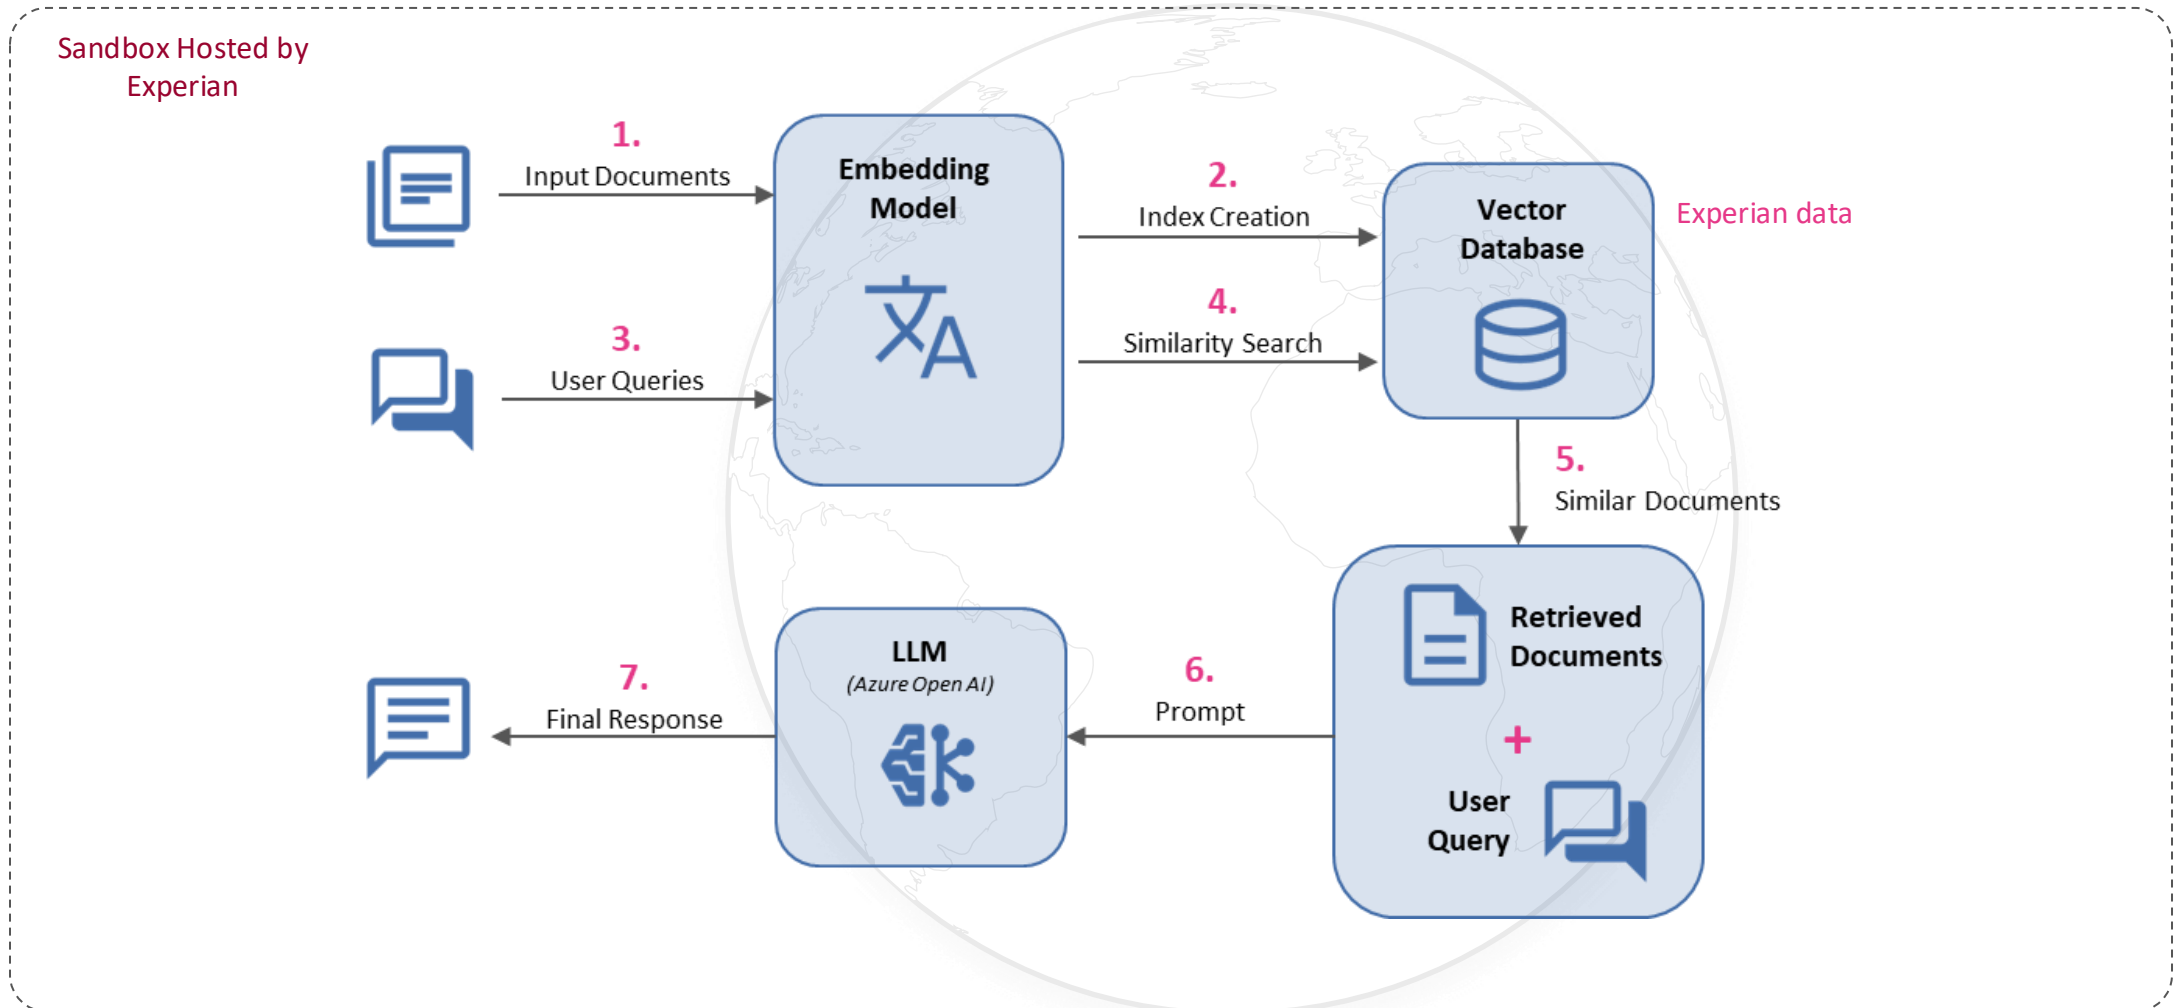 Sandbox Hosted by
Experian
1.
Input Documents
Embedding
Model
2.
Index Creation
Vector
Database
Experian data
3.
User Queries
4.
Similarity Search
5.
Similar Documents
Retrieved
Documents
+
User
Query
6.
Prompt
LLM
(Azure Open AI)
7.
Final Response